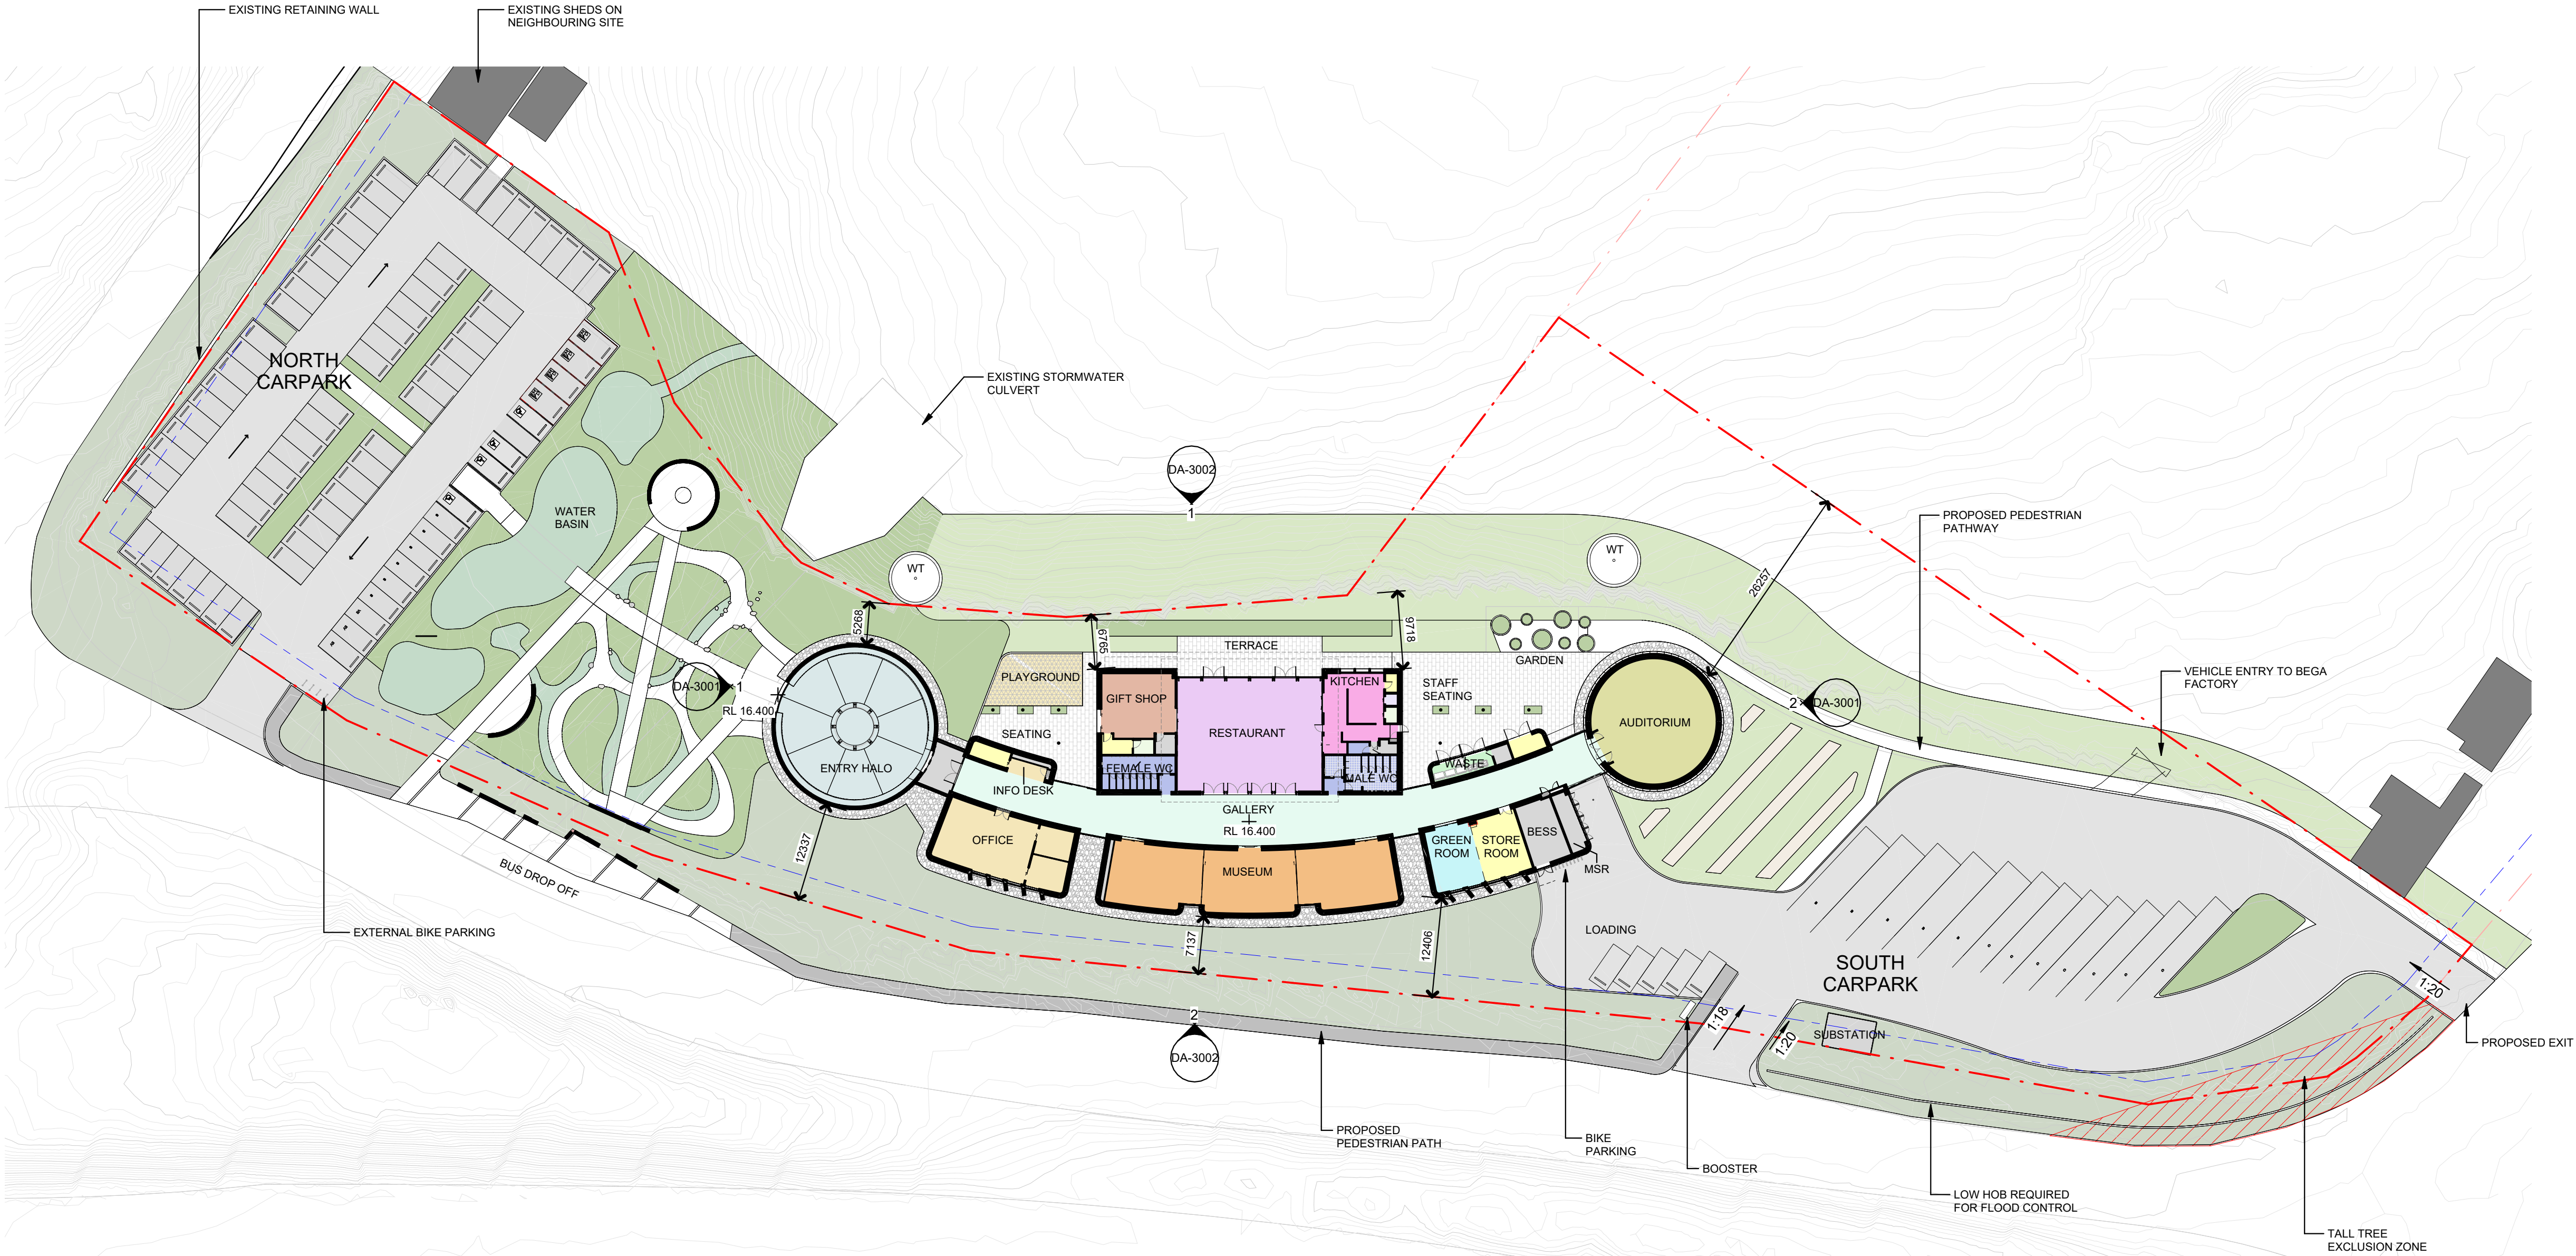 EXISTING RETAINING WALL
EXISTING SHEDS ON
NEIGHBOURING SITE
NORTH
CARPARK
EXISTING STORMWATER
CULVERT
DA-3002
1
WATER
BASIN
PROPOSED PEDESTRIAN
PATHWAY
WT
WT
26257
5268
6765
9718
TERRACE
GARDEN
PLAYGROUND
GIFT SHOP
KITCHEN
STAFF
SEATING
VEHICLE ENTRY TO BEGA
FACTORY
DA-3001
1
RL 16.400
2
DA-3001
AUDITORIUM
SEATING
RESTAURANT
ENTRY HALO
FEMALE WC
MALE WC
WASTE
INFO DESK
GALLERY
RL 16.400
OFFICE
GREEN
ROOM
STORE
ROOM
BESS
MSR
MUSEUM
12337
BUS DROP OFF
EXTERNAL BIKE PARKING
7137
12406
LOADING
SOUTH
CARPARK
1:20
1:18
1:20
SUBSTATION
2
DA-3002
PROPOSED EXIT
PROPOSED
PEDESTRIAN PATH
BIKE
PARKING
BOOSTER
LOW HOB REQUIRED
FOR FLOOD CONTROL
TALL TREE
EXCLUSION ZONE